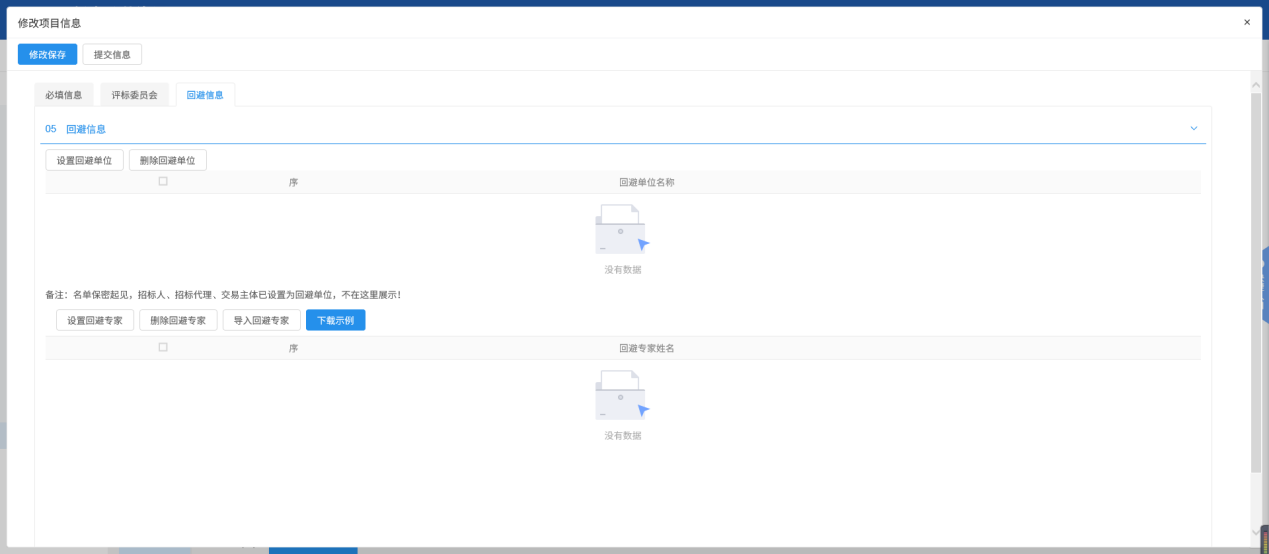 修改项目信息 ×
修改保存 提交信息
必填信息 评标委员会 回避信息
05 回避信息
设置回避单位 删除回避单位
序 回避单位名称
没有数据
备注：名单保密起见，招标人、招标代理、交易主体已设置为回避单位，不在这里展示！
设置回避专家 删除回避专家 导入回避专家 下载示例
序 回避专家姓名
没有数据